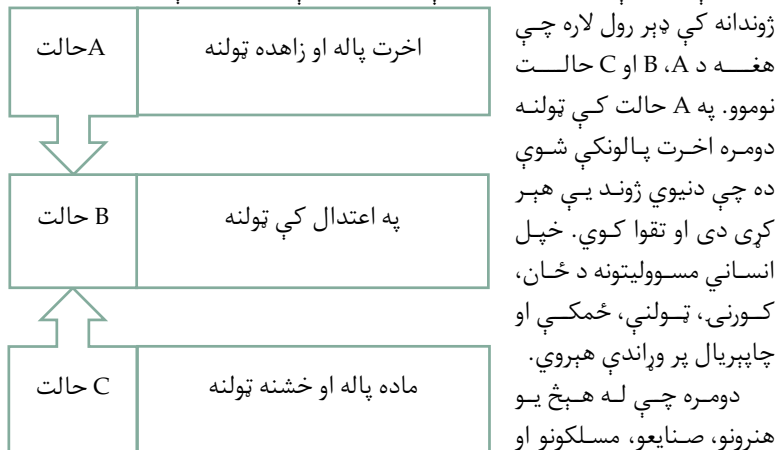 ژوندانه کې ډېر رول لاره چې
هغه د A، B او C حالت
نوموو. په A حالت کې ټولنه
دومره اخرت پالونکې شوې
ده چې دنیوي ژوند یې هېر
کړی دی او تقوا کوي. خپل
انساني مسوولیتونه د ځان،
کورنۍ، ټولنې، ځمکې او
چاپېریال پر وړاندې هېروي.
دومره چې له هېڅ یو
هنرونو، صنایعو، مسلکونو او
Aحالت
اخرت پاله او زاهده ټولنه
B حالت
په اعتدال کې ټولنه
C حالت
ماده پاله او خشنه ټولنه